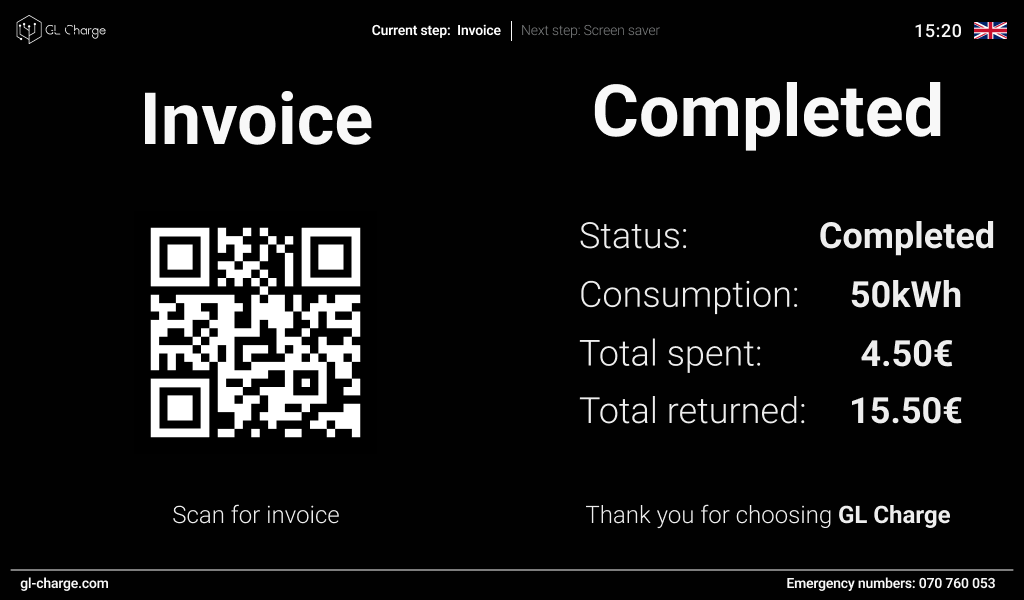 GL Charge
Current step: Invoice
Next step: Screen saver
15:20
Invoice
Scan for invoice
Completed
Status: Completed
Consumption: 50kWh
Total spent: 4.50€
Total returned: 15.50€
Thank you for choosing GL Charge
gl-charge.com
Emergency numbers: 070 760 053